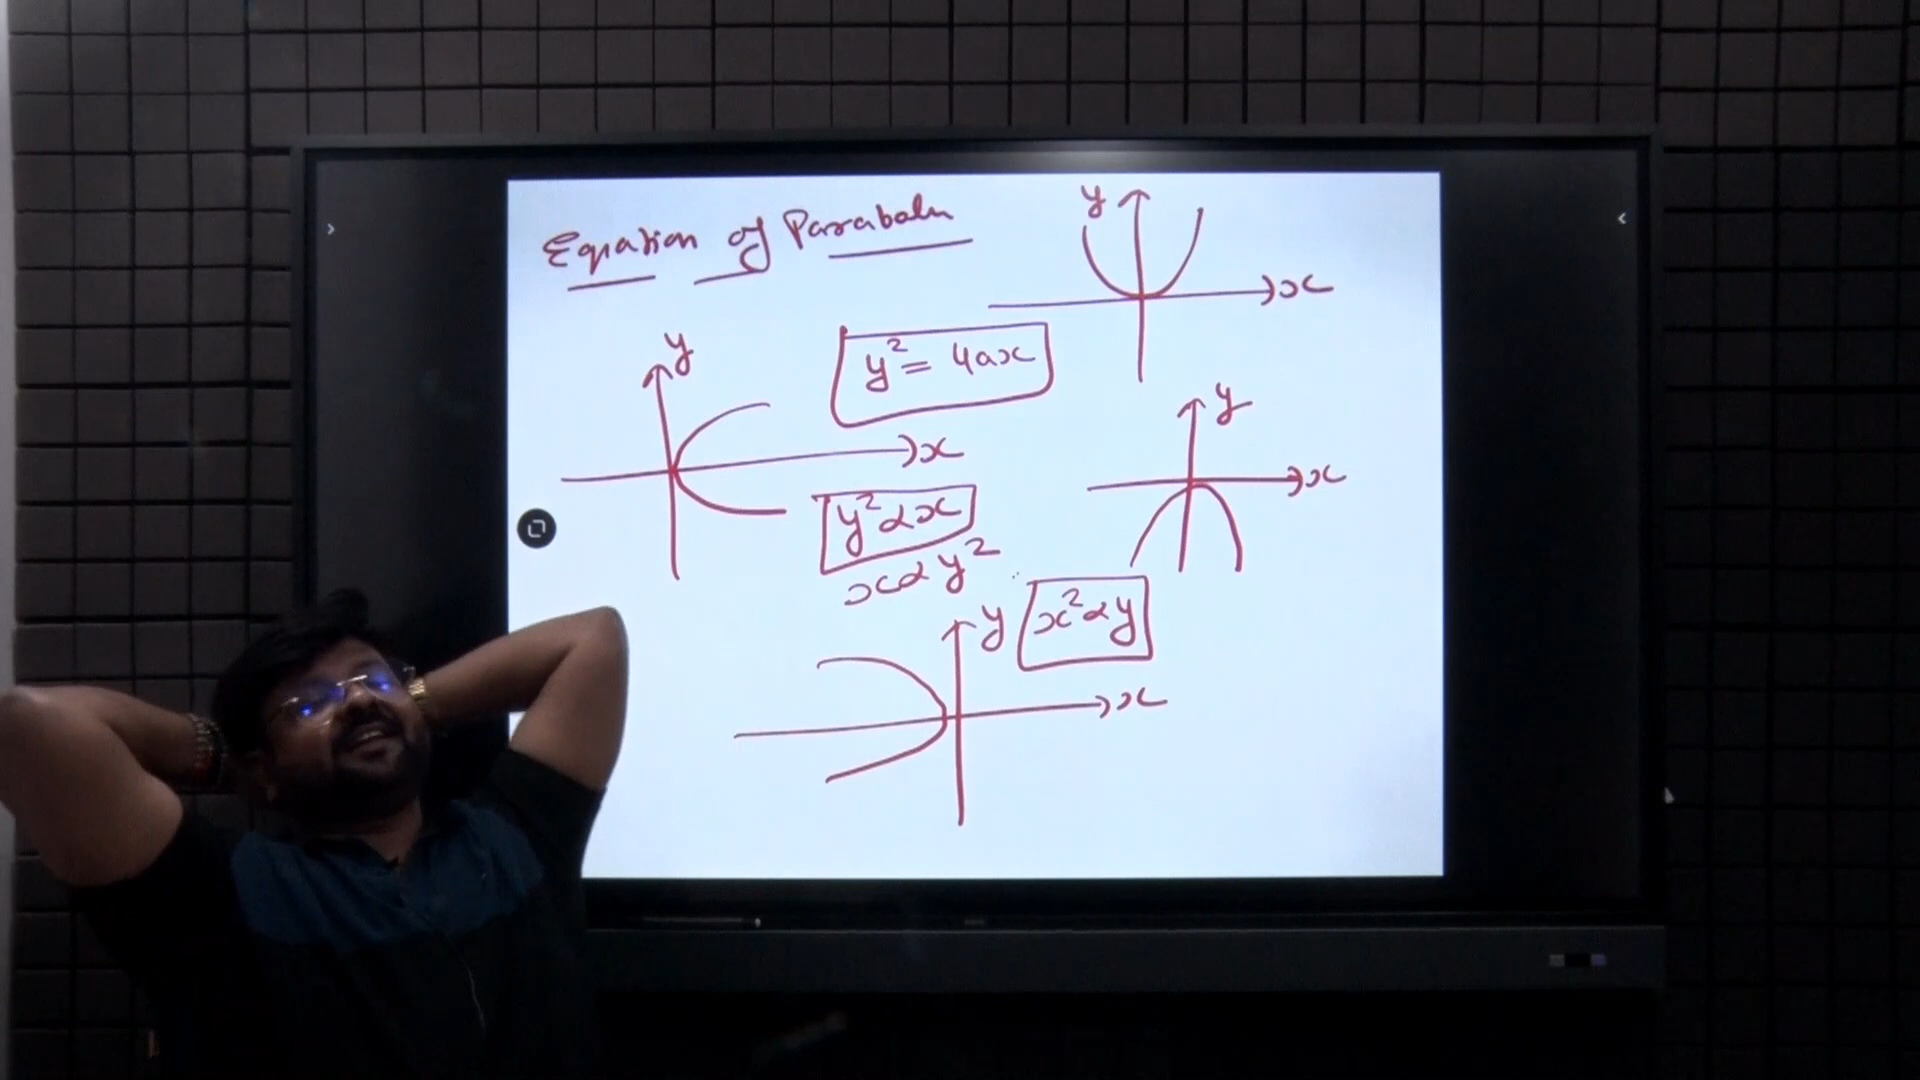 Equation of Parabola
y
x
y
y² = 4ax
x
y
x
y² α x
x α y²
y
x² α y
x